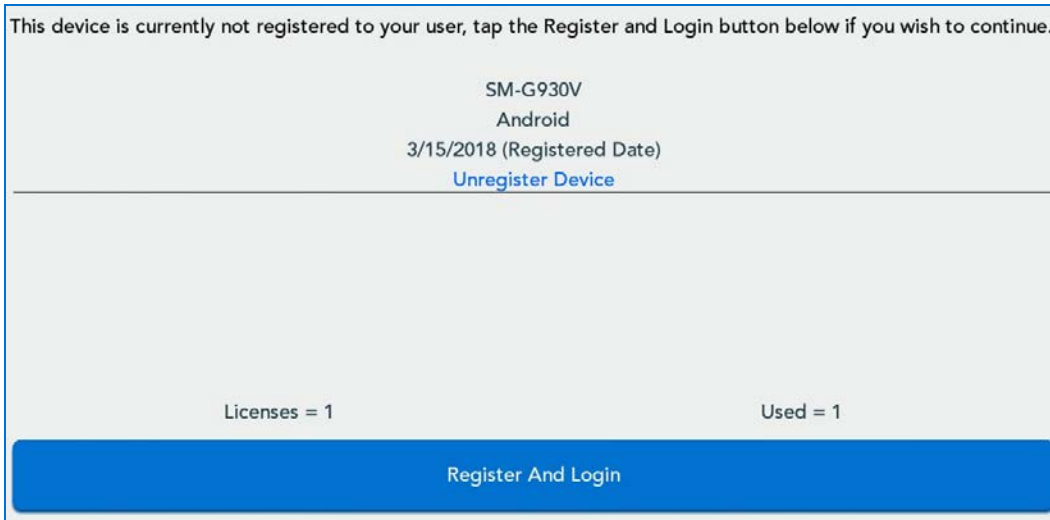 This device is currently not registered to your user, tap the Register and Login button below if you wish to continue.
SM-G930V
Android
3/15/2018 (Registered Date)
Unregister Device
Licenses = 1 Used = 1
Register And Login